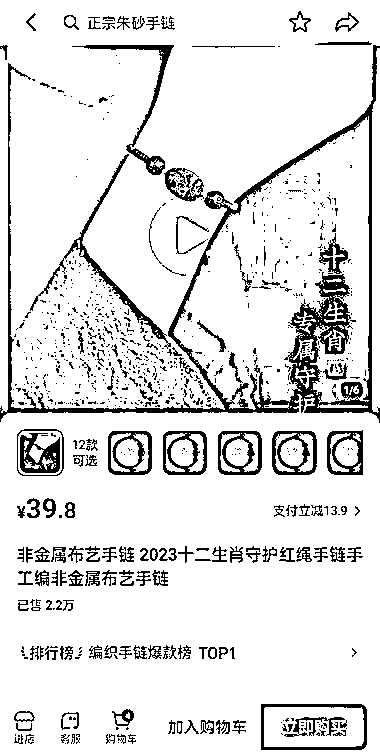 正宗朱砂手链
十二生肖
专属守护
1/6
12款
可选
¥39.8
支付立减13.9
非金属布艺手链 2023十二生肖守护红绳手链手
工编非金属布艺手链
已售 2.2万
排行榜 编织手链爆款榜 TOP1
进店
客服
购物车
加入购物车
立即购买